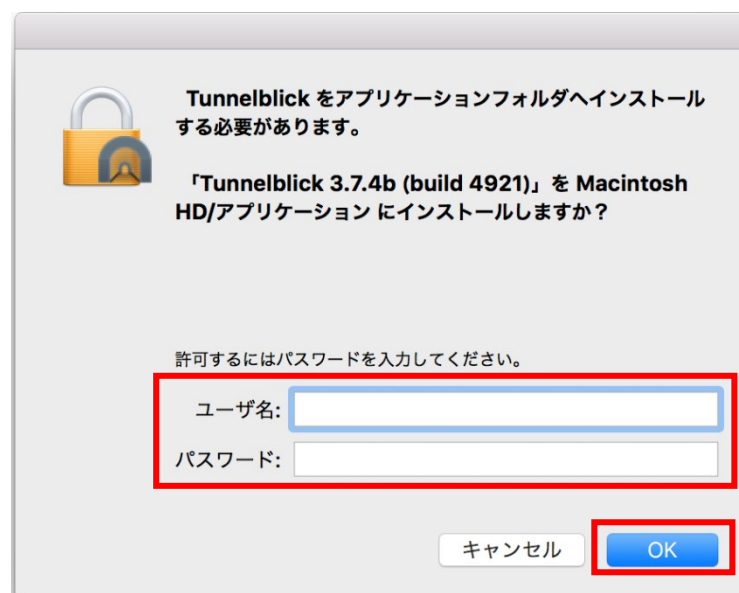 Tunnelblick をアプリケーションフォルダへインストール
する必要があります。
「Tunnelblick 3.7.4b (build 4921)」を Macintosh
HD/アプリケーション にインストールしますか？
許可するにはパスワードを入力してください。
ユーザ名:
パスワード:
キャンセル OK